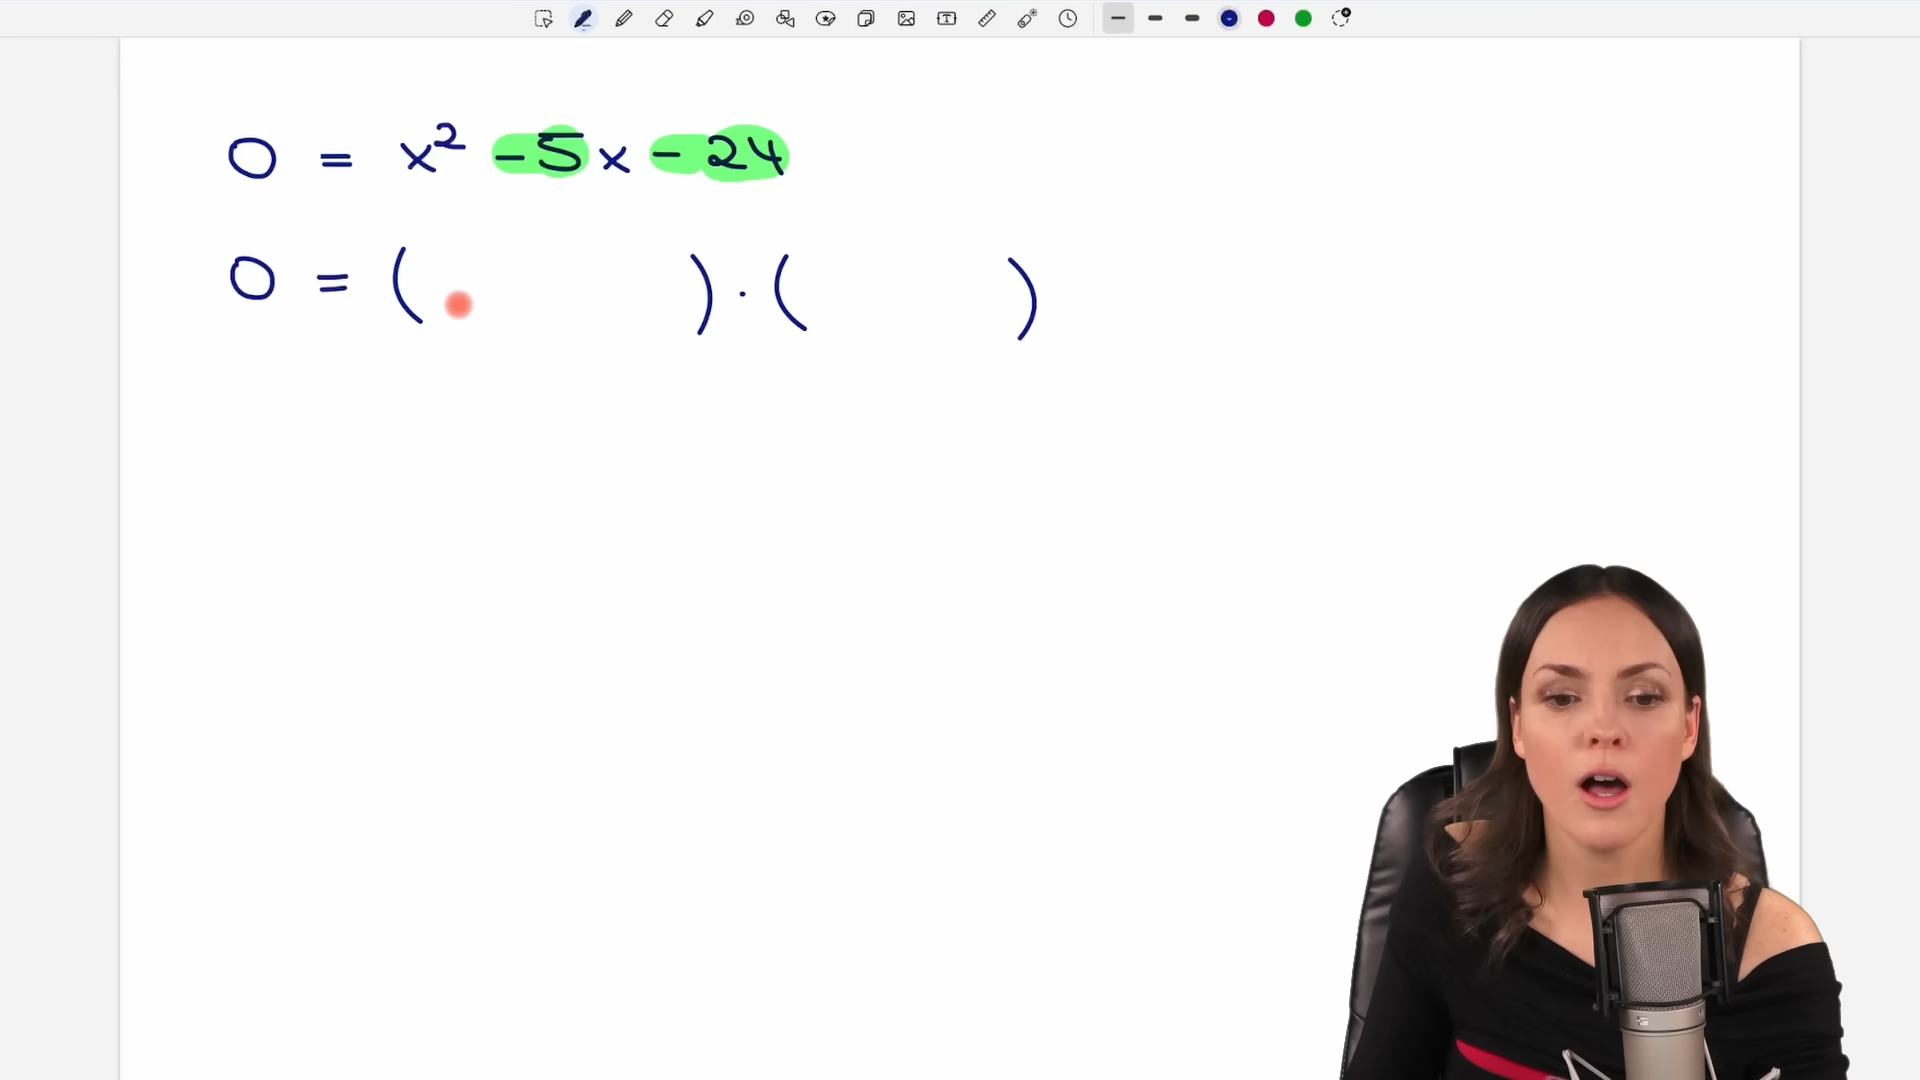 0 = x² -5x - 24
0 = (        ) · (        )